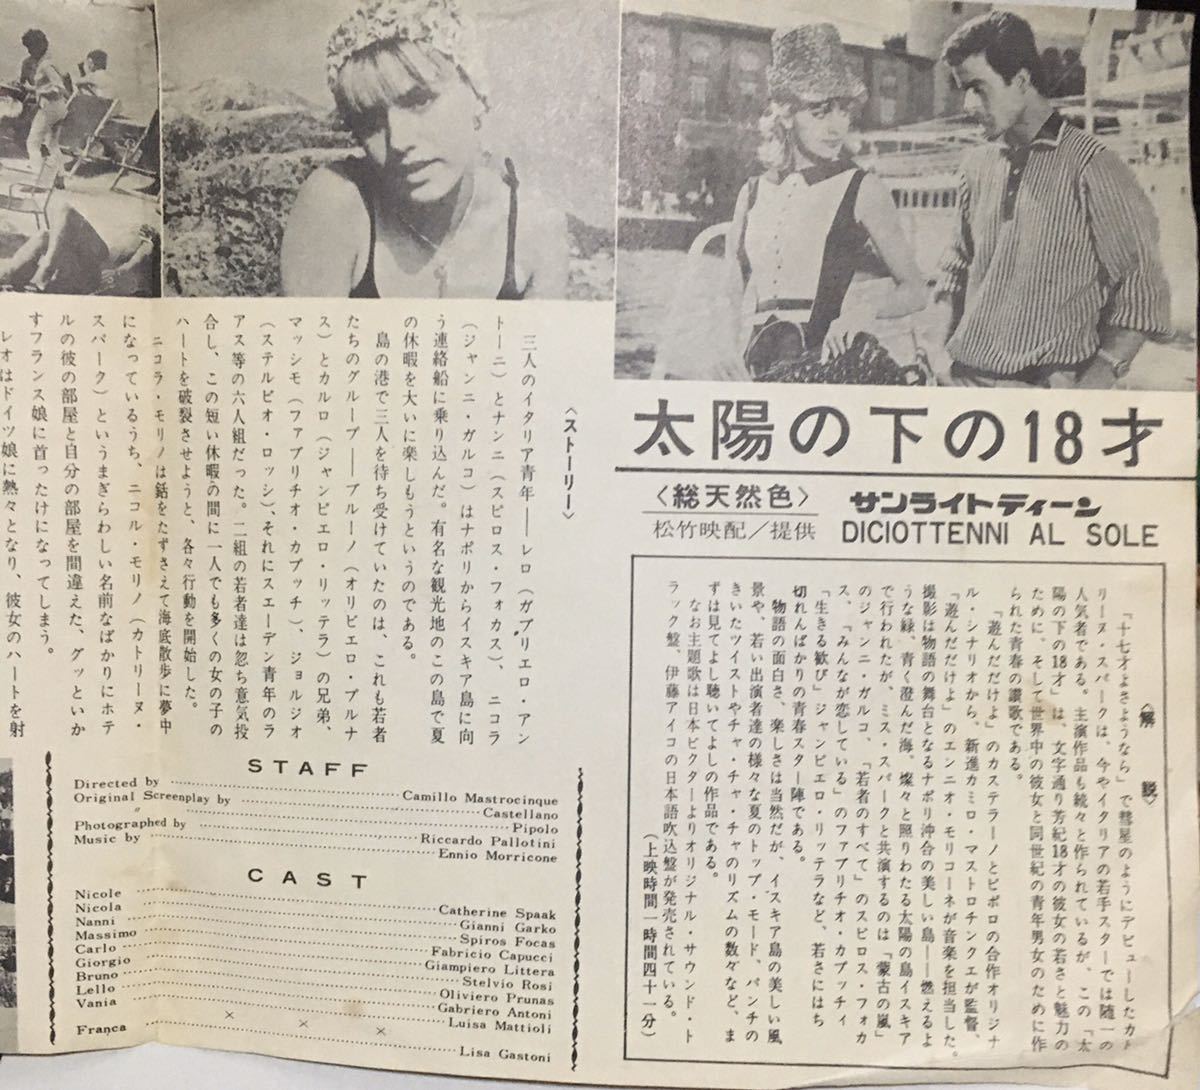 太陽の下の18才
〈総天然色〉
松竹映配/提供
サンライトティーン
DICIOTTENNI AL SOLE
〈解 説〉
「十七才よさようなら」で彗星のようにデビューしたカト
リーヌ・スパークは、今やイタリアの若手スターでは随一の
人気者である。主演作品も続々と作られているが、この「太
陽の下の18才」は、文字通り芳紀18才の彼女の若さと魅力の
ために、そして世界中の彼女と同世紀の青年男女のために作
られた青春の讃歌である。
「遊んだだけよ」のカステラーノとピポロの合作オリジナ
ル・シナリオから、新進カミロ・マストロチンクエが監督、
「遊んだだけよ」のエンニオ・モリコーネが音楽を担当した。
撮影は物語の舞台となるナポリ沖合の美しい島――燃えるよ
うな緑、青く澄んだ海、燦々と照りわたる太陽の島イスキア
で行われたが、ミス・スパークと共演するのは「蒙古の嵐」
のジャンニ・ガルコ、「若者のすべて」のスピロス・フォカ
ス、「みんなが恋している」のファブリチオ・カプッチィ
「生きる歓び」ジャンピエロ・リッテラなど、若さにはち
切れんばかりの青春スター陣である。
物語の面白さ、楽しさは当然だが、イスキア島の美しい風
景や、若い出演者達の様々な夏のトップ・モード、パンチの
きいたツイストやチャ・チャ・チャのリズムの数々など、ま
ずは見てよし聴いてよしの作品である。
なお主題歌は日本ビクターよりオリジナル・サウンド・ト
ラック盤、伊藤アイコの日本語吹込盤が発売されている。
(上映時間一時間四十一分)
〈ストーリー〉
三人のイタリア青年――レロ(ガブリエロ・アン
トーニ)とナンニ(スピロス・フォカス)、ニコラ
(ジャンニ・ガルコ)はナポリからイスキア島に向
う連絡船に乗り込んだ。有名な観光地のこの島で夏
の休暇を大いに楽しもうというのである。
島の港で三人を待ち受けていたのは、これも若者
たちのグループ――ブルーノ(オリビエロ・プルナ
ス)とカルロ(ジャンピエロ・リッテラ)の兄弟、
マッシモ(ファブリチオ・カプッチ)、ジョルジオ
(ステルビオ・ロッシ)、それにスエーデン青年のラ
アス等の六人組だった。二組の若者達は忽ち意気投
合し、この短い休暇の間に一人でも多くの女の子の
ハートを破裂させようと、各々行動を開始した。
ニコラ・モリノは銛をたずさえて海底散歩に夢中
になっているうち、ニコル・モリノ(カトリーヌ・
スパーク)というまぎらわしい名前なばかりにホテ
ルの彼の部屋と自分の部屋を間違えた、グッといか
すフランス娘に首ったけになってしまう。
レオはドイツ娘に熱々となり、彼女のハートを射
STAFF
Directed by Camillo Mastrocinque
Original Screenplay by Castellano
〃 Pipolo
Photographed by Riccardo Pallotini
Music by Ennio Morricone
CAST
Nicole Catherine Spaak
Nicola Gianni Garko
Nanni Spiros Focas
Massimo Fabricio Capucci
Carlo Giampiero Littera
Giorgio Stelvio Rosi
Bruno Oliviero Prunas
Lello Gabriero Antoni
Vania Luisa Mattioli
× × ×
Franca Lisa Gastoni